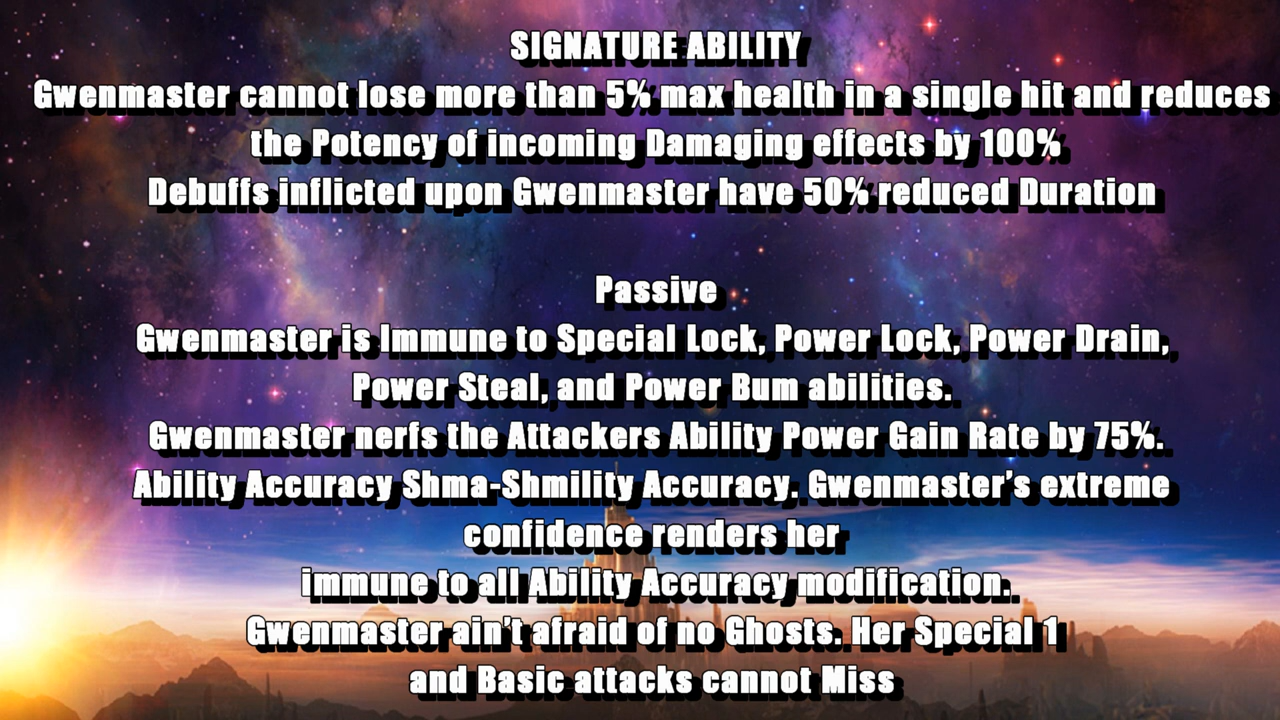 SIGNATURE ABILITY
Gwenmaster cannot lose more than 5% max health in a single hit and reduces
the Potency of incoming Damaging effects by 100%
Debuffs inflicted upon Gwenmaster have 50% reduced Duration
Passive
Gwenmaster is Immune to Special Lock, Power Lock, Power Drain,
Power Steal, and Power Bum abilities.
Gwenmaster nerfs the Attackers Ability Power Gain Rate by 75%.
Ability Accuracy Shma-Shmility Accuracy. Gwenmaster’s extreme
confidence renders her
immune to all Ability Accuracy modification.
Gwenmaster ain’t afraid of no Ghosts. Her Special 1
and Basic attacks cannot Miss